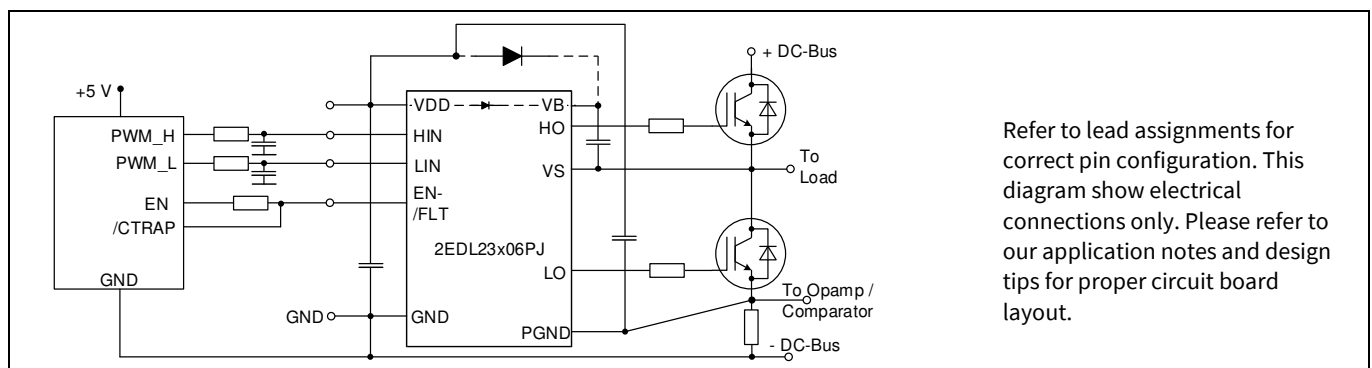 + DC-Bus
+5 V
VDD
VB
PWM_H
HIN
HO
PWM_L
LIN
VS
To
Load
EN
EN-
/FLT
/CTRAP
2EDL23x06PJ
LO
GND
To Opamp /
Comparator
GND
GND
PGND
- DC-Bus
Refer to lead assignments for
correct pin configuration. This
diagram show electrical
connections only. Please refer to
our application notes and design
tips for proper circuit board
layout.